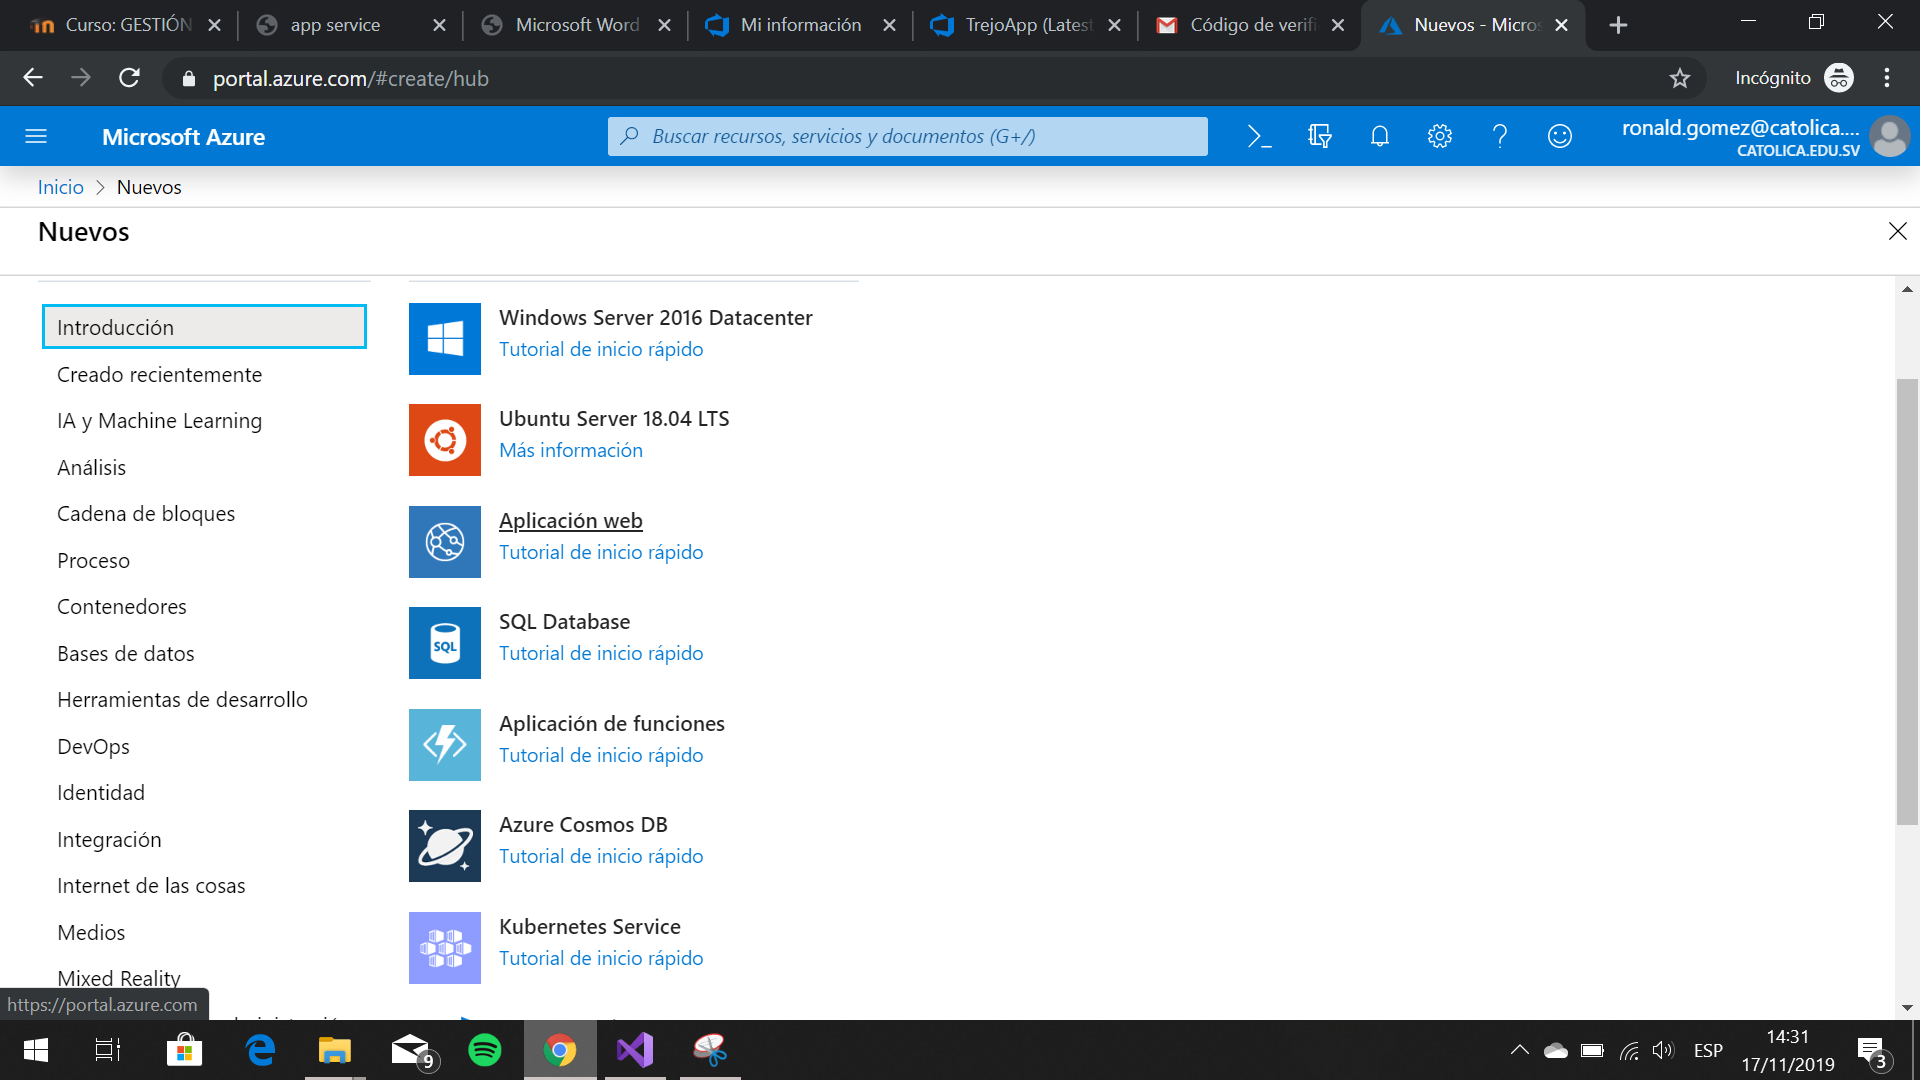 Curso: GESTIÓN
app service
Microsoft Word
Mi información
TrejoApp (Latest
Código de verifi
Nuevos - Micros
portal.azure.com/#create/hub
Incógnito
Microsoft Azure
Buscar recursos, servicios y documentos (G+/)
ronald.gomez@catolica....
CATOLICA.EDU.SV
Inicio > Nuevos
Nuevos
Introducción
Creado recientemente
IA y Machine Learning
Análisis
Cadena de bloques
Proceso
Contenedores
Bases de datos
Herramientas de desarrollo
DevOps
Identidad
Integración
Internet de las cosas
Medios
Mixed Reality
Windows Server 2016 Datacenter
Tutorial de inicio rápido
Ubuntu Server 18.04 LTS
Más información
Aplicación web
Tutorial de inicio rápido
SQL
SQL Database
Tutorial de inicio rápido
Aplicación de funciones
Tutorial de inicio rápido
Azure Cosmos DB
Tutorial de inicio rápido
Kubernetes Service
Tutorial de inicio rápido
https://portal.azure.com
9
ESP
14:31
17/11/2019
3